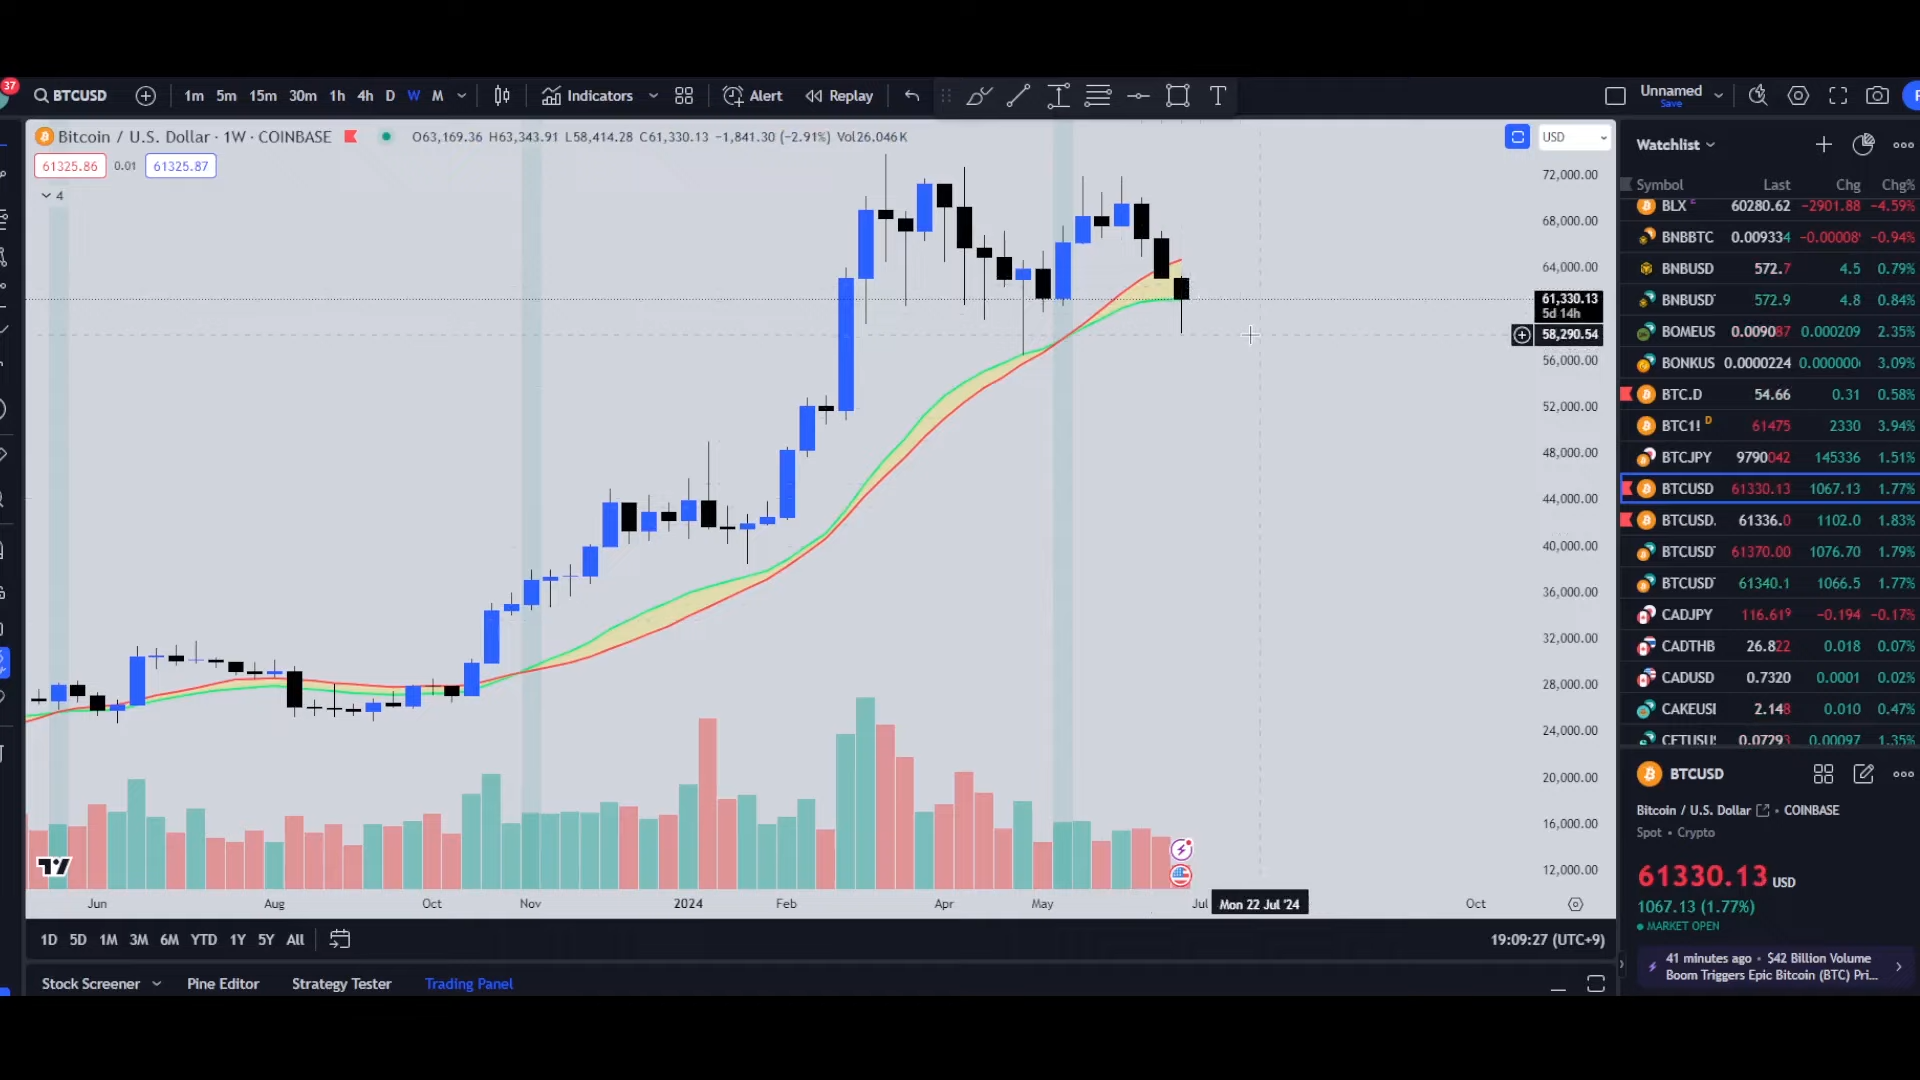 37
BTCUSD 1m 5m 15m 30m 1h 4h D W M Indicators Alert Replay T Unnamed
Save
Bitcoin / U.S. Dollar · 1W · COINBASE O63,169.36 H63,343.91 L58,414.28 C61,330.13 −1,841.30 (−2.91%) Vol26.046K USD
61325.86 0.01 61325.87
4
72,000.00
68,000.00
64,000.00
61,330.13
5d 14h
58,290.54
56,000.00
52,000.00
48,000.00
44,000.00
40,000.00
36,000.00
32,000.00
28,000.00
24,000.00
20,000.00
16,000.00
12,000.00
Jun Aug Oct Nov 2024 Feb Apr May Jul Mon 22 Jul '24 Oct
1D 5D 1M 3M 6M YTD 1Y 5Y All 19:09:27 (UTC+9)
Stock Screener Pine Editor Strategy Tester Trading Panel
Watchlist
Symbol Last Chg Chg%
BLX E 60280.62 −2901.88 −4.59%
BNBBTC 0.009334 −0.00008 −0.94%
BNBUSD 572.7 4.5 0.79%
BNBUSD 572.9 4.8 0.84%
BOMEUS 0.009087 0.000209 2.35%
BONKUS 0.0000224 0.000000 3.09%
BTC.D 54.66 0.31 0.58%
BTC1! D 61475 2330 3.94%
BTCJPY 9790042 145336 1.51%
BTCUSD 61330.13 1067.13 1.77%
BTCUSD. 61336.0 1102.0 1.83%
BTCUSD 61370.00 1076.70 1.79%
BTCUSD 61340.1 1066.5 1.77%
CADJPY 116.619 −0.194 −0.17%
CADTHB 26.822 0.018 0.07%
CADUSD 0.7320 0.0001 0.02%
CAKEUSI 2.148 0.010 0.47%
CETUSU 0.07293 0.00097 1.35%
BTCUSD
Bitcoin / U.S. Dollar • COINBASE
Spot • Crypto
61330.13 USD
1067.13 (1.77%)
MARKET OPEN
41 minutes ago • $42 Billion Volume
Boom Triggers Epic Bitcoin (BTC) Pri...